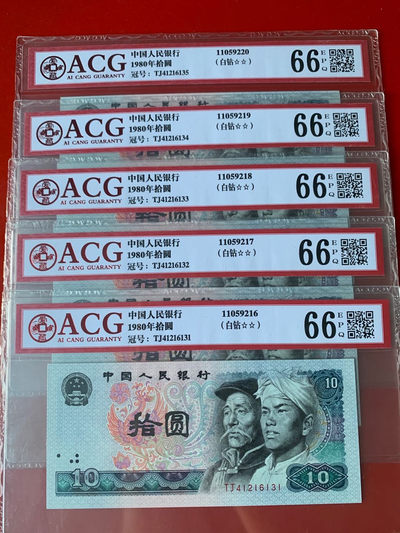 ACG
AI CANG GUARANTY
中国人民银行
1980年拾圆
冠号：TJ41216135
11059220
(白钻☆☆)
66 EPQ
ACG
AI CANG GUARANTY
中国人民银行
1980年拾圆
冠号：TJ41216134
11059219
(白钻☆☆)
66 EPQ
ACG
AI CANG GUARANTY
中国人民银行
1980年拾圆
冠号：TJ41216133
11059218
(白钻☆☆)
66 EPQ
ACG
AI CANG GUARANTY
中国人民银行
1980年拾圆
冠号：TJ41216132
11059217
(白钻☆☆)
66 EPQ
ACG
AI CANG GUARANTY
中国人民银行
1980年拾圆
冠号：TJ41216131
11059216
(白钻☆☆)
66 EPQ
中国人民银行
10
拾圆
TJ41216131
10
10